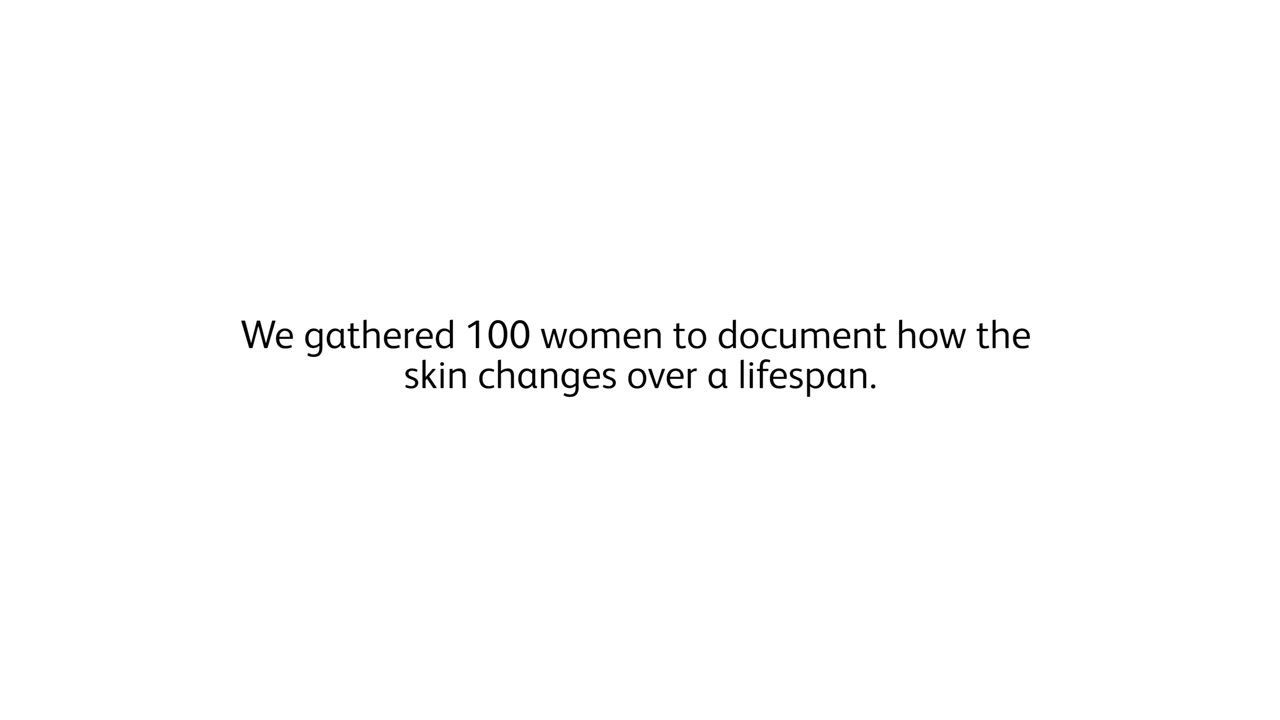 We gathered 100 women to document how the
skin changes over a lifespan.